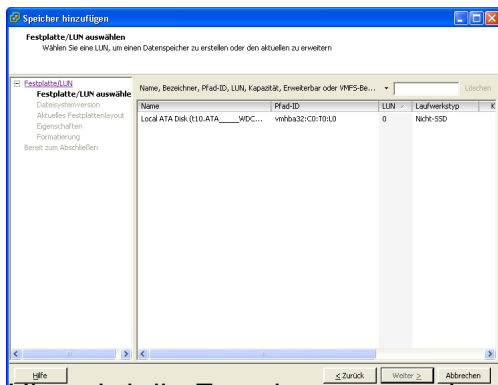 Speicher hinzufügen
Festplatte/LUN auswählen
Wählen Sie eine LUN, um einen Datenspeicher zu erstellen oder den aktuellen zu erweitern
Festplatte/LUN
Festplatte/LUN auswähle
Dateisystemversion
Aktuelles Festplattenlayout
Eigenschaften
Formatierung
Bereit zum Abschließen
Name, Bezeichner, Pfad-ID, LUN, Kapazität, Erweiterbar oder VMFS-Be... Löschen
Name Pfad-ID LUN Laufwerkstyp K
Local ATA Disk (t10.ATA_____WDC... vmhba32:C0:T0:L0 0 Nicht-SSD
Hilfe < Zurück Weiter > Abbrechen